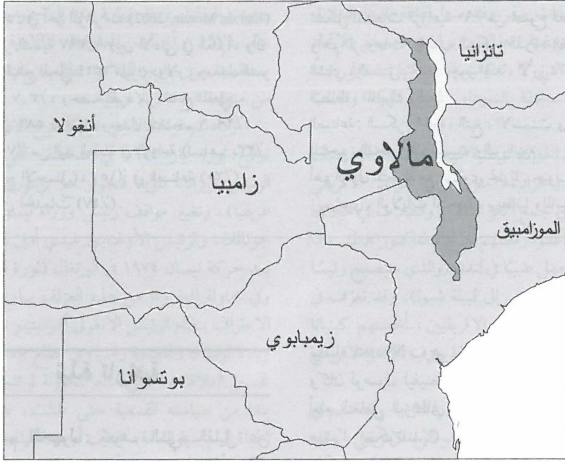 تانزانيا
أنغولا
مالاوي
زامبيا
الموزامبيق
زيمبابوي
بوتسوانا